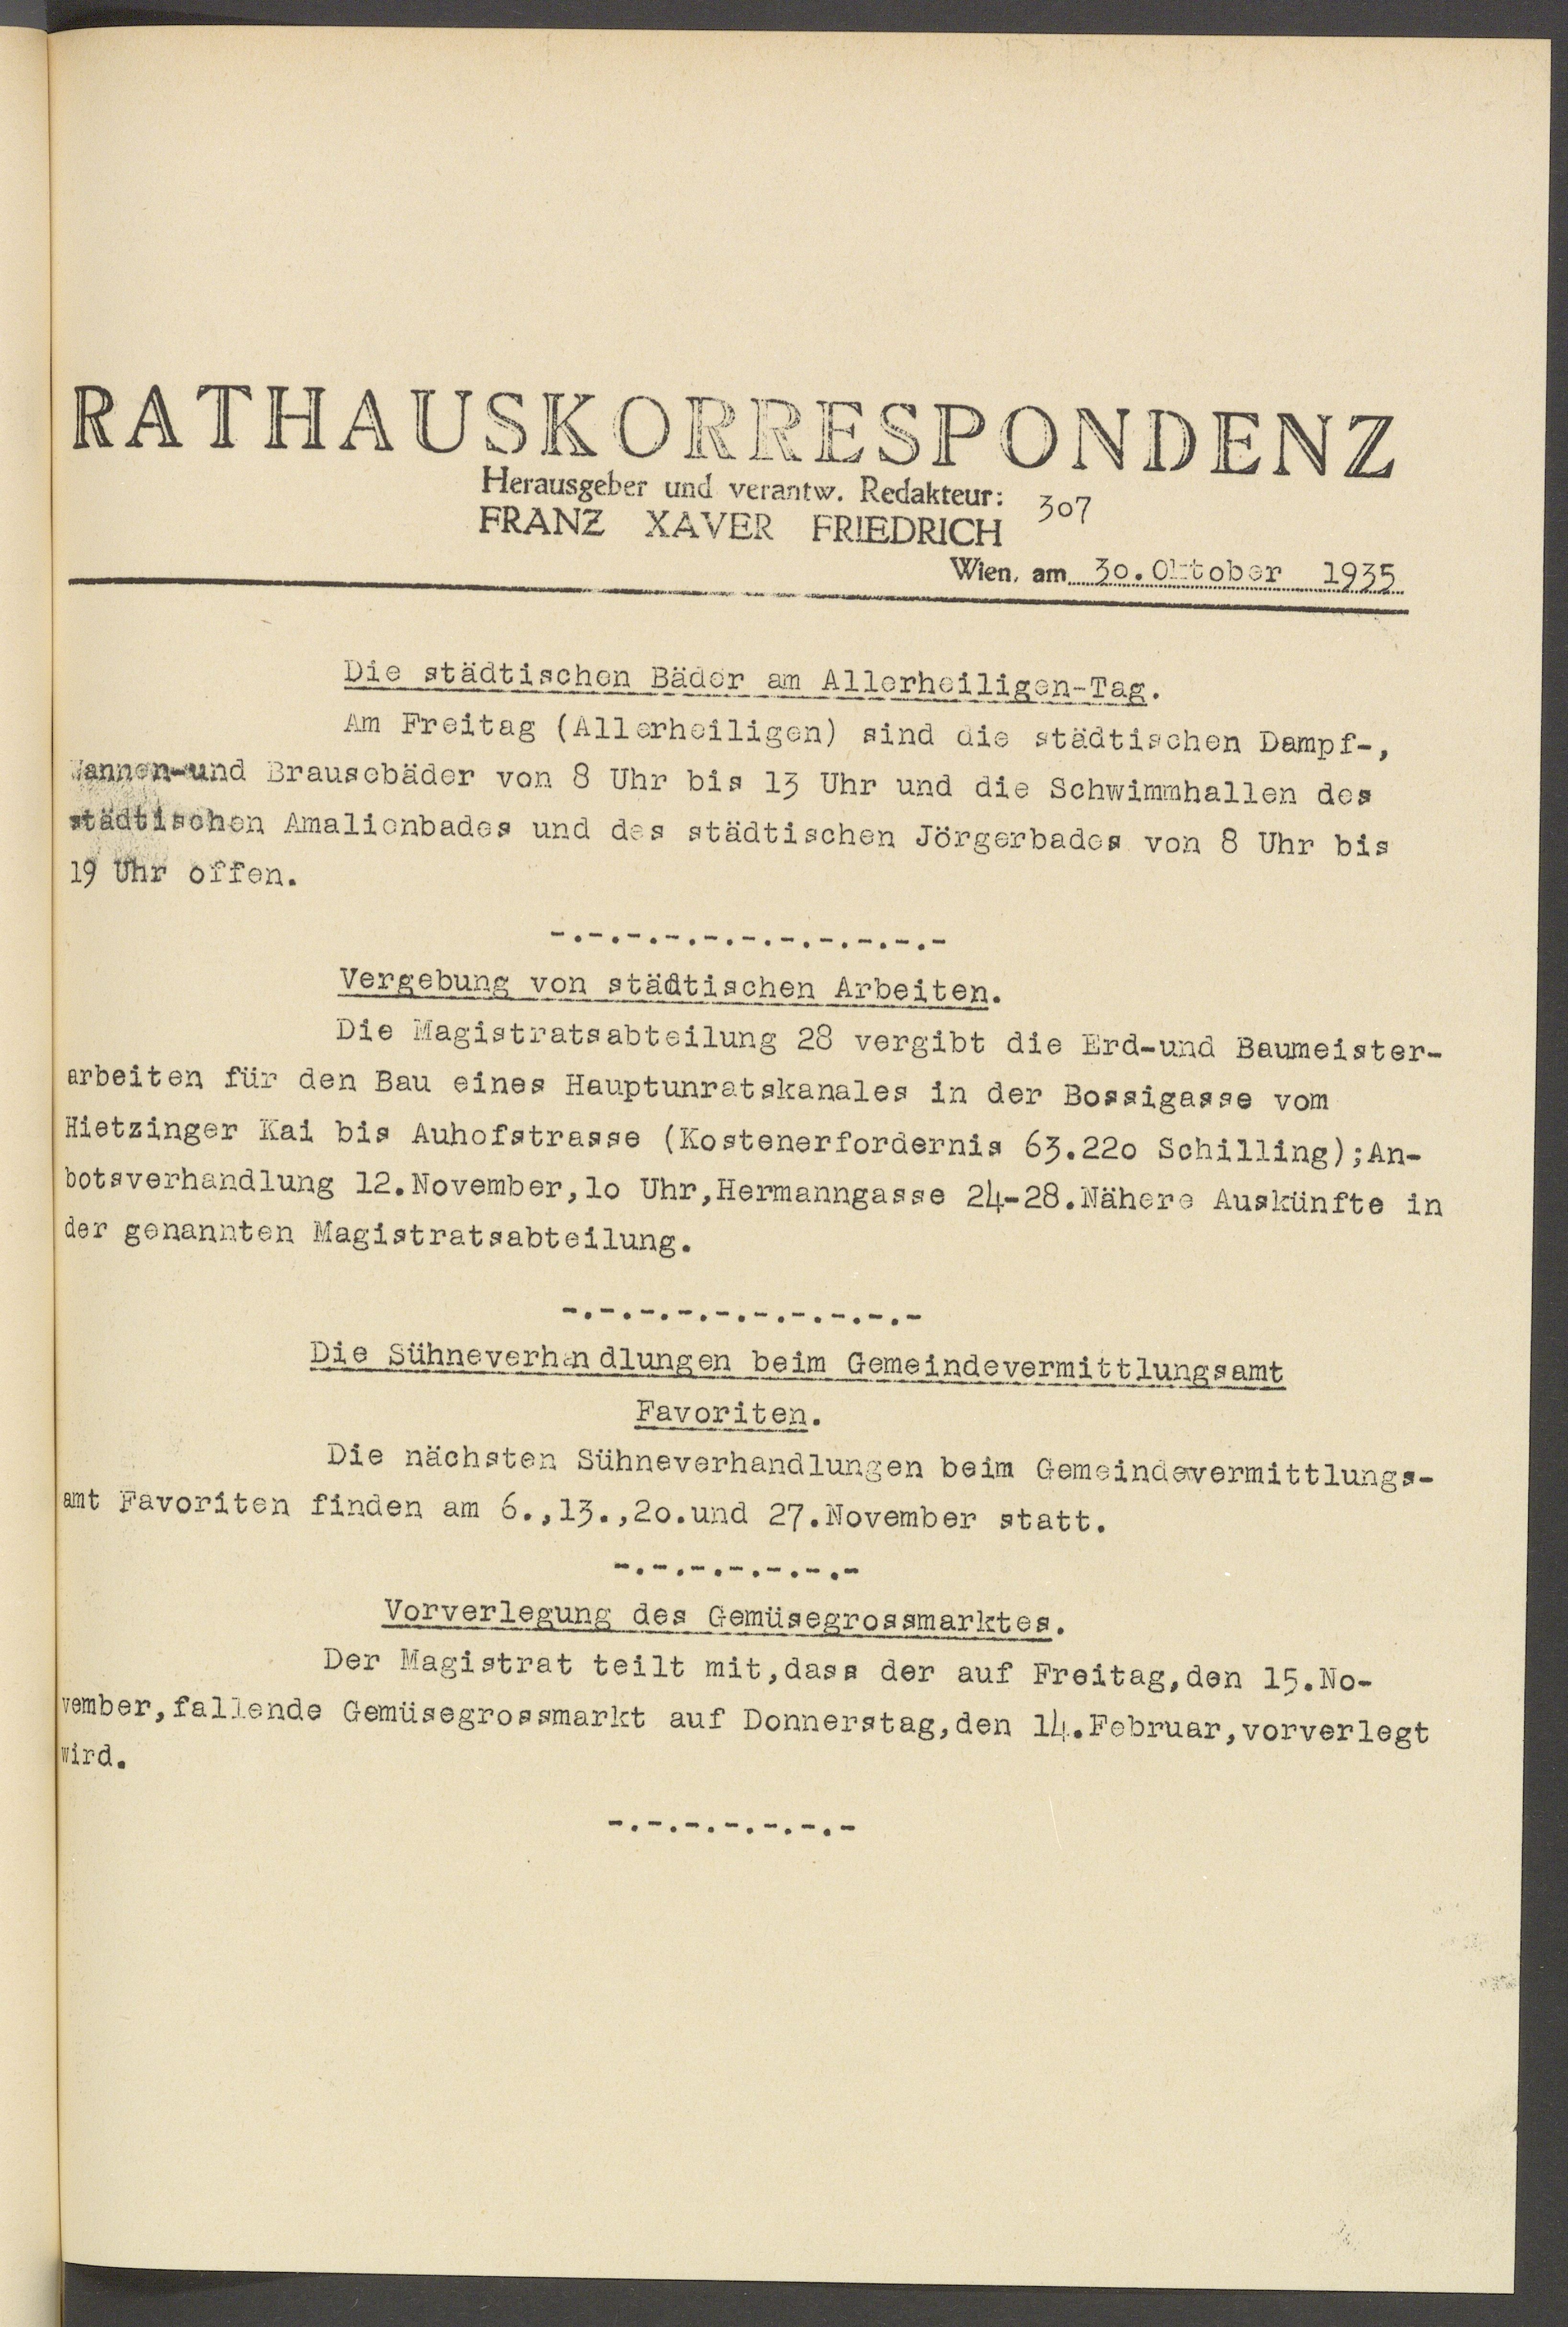 RATHAUSKORRESPONDENZ
Herausgeber und verantw. Redakteur:
FRANZ XAVER FRIEDRICH
307
Wien, am 30. Oktober 1935
Die städtischen Bäder am Allerheiligen-Tag.
Am Freitag (Allerheiligen) sind die städtischen Dampf-,
Wannen-und Brausebäder von 8 Uhr bis 13 Uhr und die Schwimmhallen des
städtischen Amalienbades und des städtischen Jörgerbades von 8 Uhr bis
19 Uhr offen.
-.-.-.-.-.-.-.-.-.-.-
Vergebung von städtischen Arbeiten.
Die Magistratsabteilung 28 vergibt die Erd-und Baumeister-
arbeiten für den Bau eines Hauptunratskanales in der Bossigasse vom
Hietzinger Kai bis Auhofstrasse (Kostenerfordernis 63.22o Schilling);An-
botsverhandlung 12.November,lo Uhr,Hermanngasse 24-28.Nähere Auskünfte in
der genannten Magistratsabteilung.
-.-.-.-.-.-.-.-.-.-
Die Sühneverhandlungen beim Gemeindevermittlungsamt
Favoriten.
Die nächsten Sühneverhandlungen beim Gemeindevermittlungs-
amt Favoriten finden am 6.,13.,2o.und 27.November statt.
-.-.-.-.-.-.-
Vorverlegung des Gemüsegrossmarktes.
Der Magistrat teilt mit,dass der auf Freitag,den 15.No-
vember,fallende Gemüsegrossmarkt auf Donnerstag,den 14.Februar,vorverlegt
wird.
-.-.-.-.-.-.-